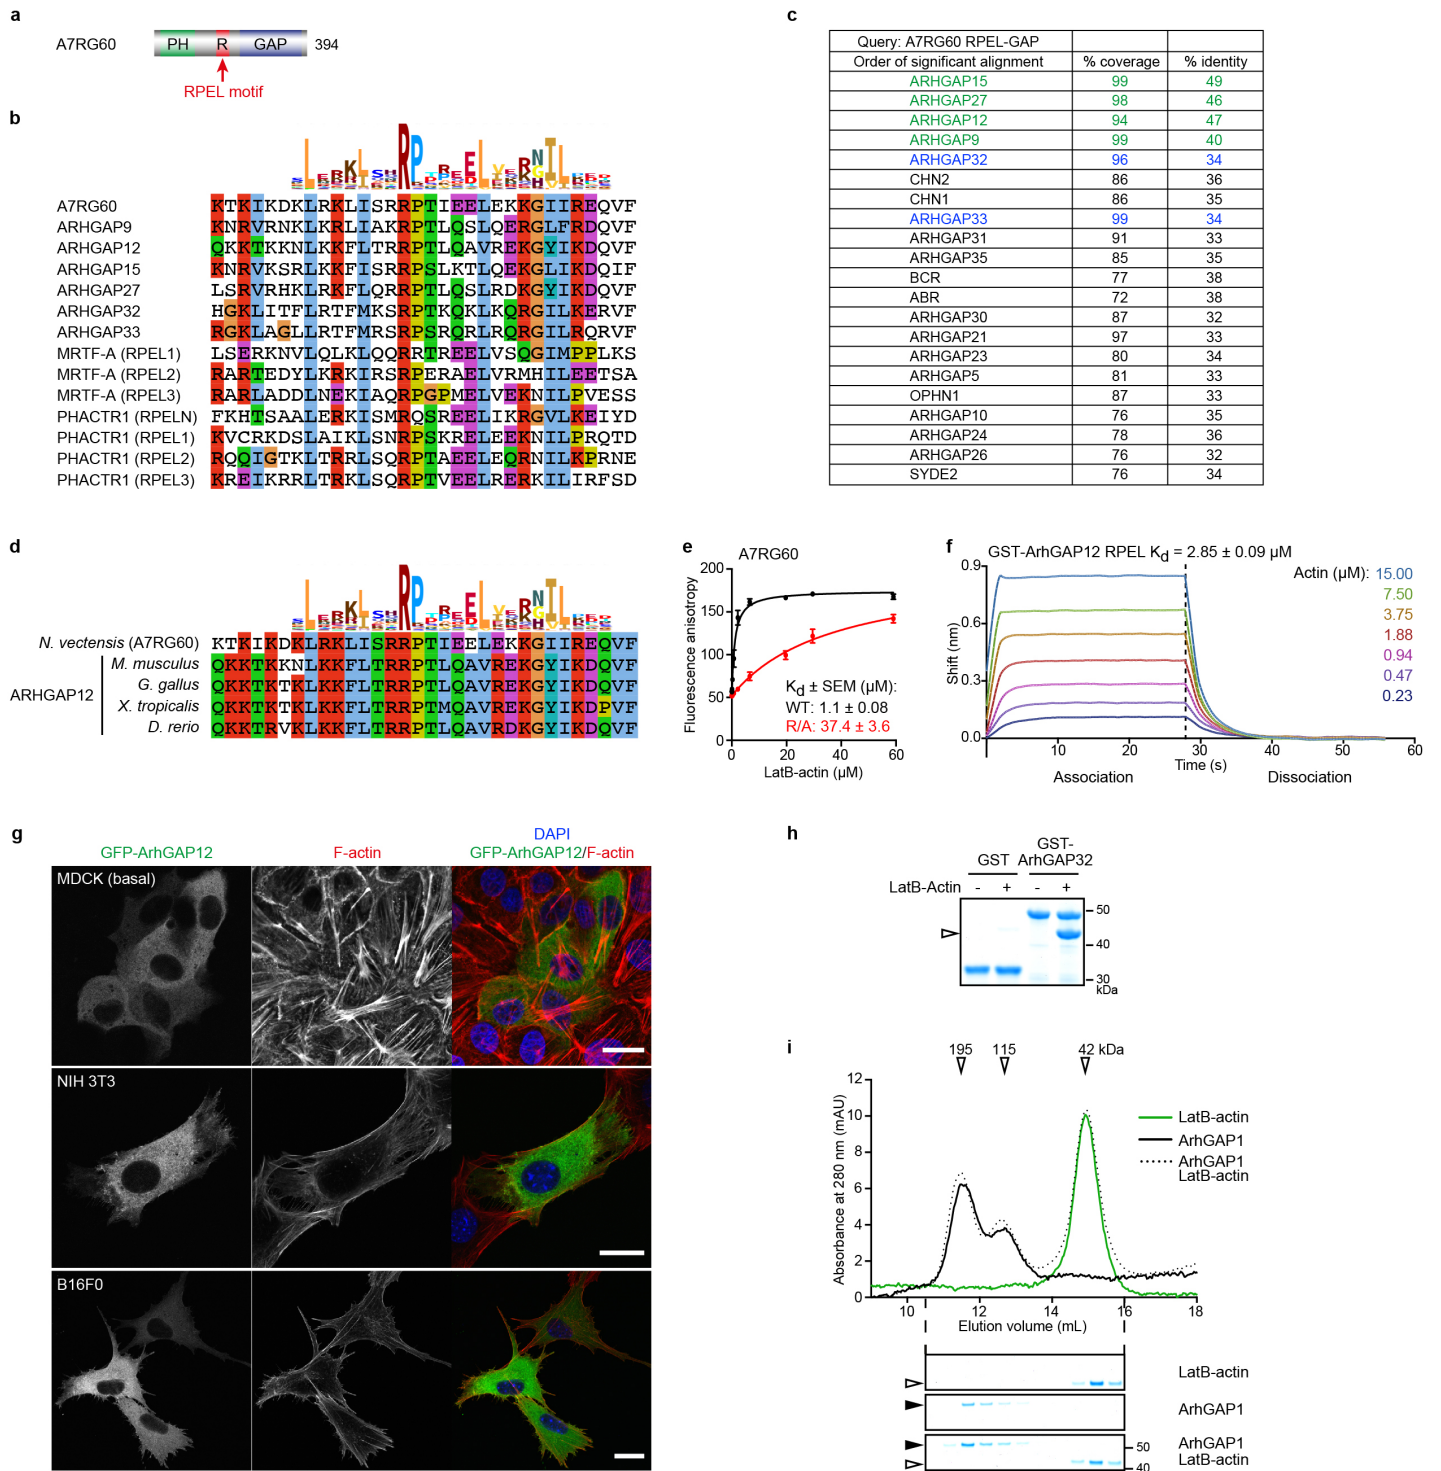 a
A7RG60
PH
R
GAP
394
RPEL motif
b
A7RG60 KTKIKDKLRKLISRRPTIEELEKKGIIREQVF
ARHGAP9 KNRVRNKLKRLIAKRPTLQSLQERGLFRDQVF
ARHGAP12 QKKTKKNLKKFLTRRPTLQAVREKGYIKDQVF
ARHGAP15 KNRVKSRLKKFISRRPSLKTLQEKGLIKDQIF
ARHGAP27 LSRVRHKLRKFLQRRPTLQSLRDKGYIKDQVF
ARHGAP32 HGKLITFLRTFMKSRPTKQKLKQRGILKERVF
ARHGAP33 RGKLAGLLRTFMRSRPSRQRLRQRGILRQRVF
MRTF-A (RPEL1) LSERKNVLQLKLQQRRTREELVSQGIMPPLKS
MRTF-A (RPEL2) RARTEDYLKRKIRSRPERAELVRMHILEETSA
MRTF-A (RPEL3) RARLADDLNEKIAQRPGPMELVEKNILPVESS
PHACTR1 (RPELN) FKHTSAALERKISMRQSREELIKRGVLKEIYD
PHACTR1 (RPEL1) KVCRKDSLAIKLSNRPSKRELEEKNILPRQTD
PHACTR1 (RPEL2) RQQIGTKLTRRLSQRPTAEELEQRNILKPRNE
PHACTR1 (RPEL3) KREIKRRLTRKLSQRPTVEELRERKILIRFSD
c
Query: A7RG60 RPEL-GAP
Order of significant alignment % coverage % identity
ARHGAP15 99 49
ARHGAP27 98 46
ARHGAP12 94 47
ARHGAP9 99 40
ARHGAP32 96 34
CHN2 86 36
CHN1 86 35
ARHGAP33 99 34
ARHGAP31 91 33
ARHGAP35 85 35
BCR 77 38
ABR 72 38
ARHGAP30 87 32
ARHGAP21 97 33
ARHGAP23 80 34
ARHGAP5 81 33
OPHN1 87 33
ARHGAP10 76 35
ARHGAP24 78 36
ARHGAP26 76 32
SYDE2 76 34
d
N. vectensis (A7RG60) KTKIKDKLRKLISRRPTIEELEKKGIIREQVF
ARHGAP12
M. musculus QKKTKKNLKKFLTRRPTLQAVREKGYIKDQVF
G. gallus QKKTKTKLKKFLTRRPTLQAVREKGYIKDQVF
X. tropicalis QKKTKTKLKKFLTRRPTMQAVREKGYIKDPVF
D. rerio QKKTRVKLKKFLTRRPTLQAVRDKGYIKDQVF
e
A7RG60
Fluorescence anisotropy
200
150
100
50
0
0 20 40 60
LatB-actin (µM)
Kd ± SEM (µM):
WT: 1.1 ± 0.08
R/A: 37.4 ± 3.6
f
GST-ArhGAP12 RPEL Kd = 2.85 ± 0.09 µM
Shift (nm)
0.9
0.6
0.3
0.0
10 20 30 40 50 60
Time (s)
Association
Dissociation
Actin (µM): 15.00
7.50
3.75
1.88
0.94
0.47
0.23
g
GFP-ArhGAP12
F-actin
DAPI
GFP-ArhGAP12/F-actin
MDCK (basal)
NIH 3T3
B16F0
h
GST
GST-
ArhGAP32
LatB-Actin - + - +
50
40
30
kDa
i
195 115 42 kDa
Absorbance at 280 nm (mAU)
12
10
8
6
4
2
0
10 12 14 16 18
Elution volume (mL)
LatB-actin
ArhGAP1
ArhGAP1
LatB-actin
LatB-actin
ArhGAP1
ArhGAP1
LatB-actin
50
40